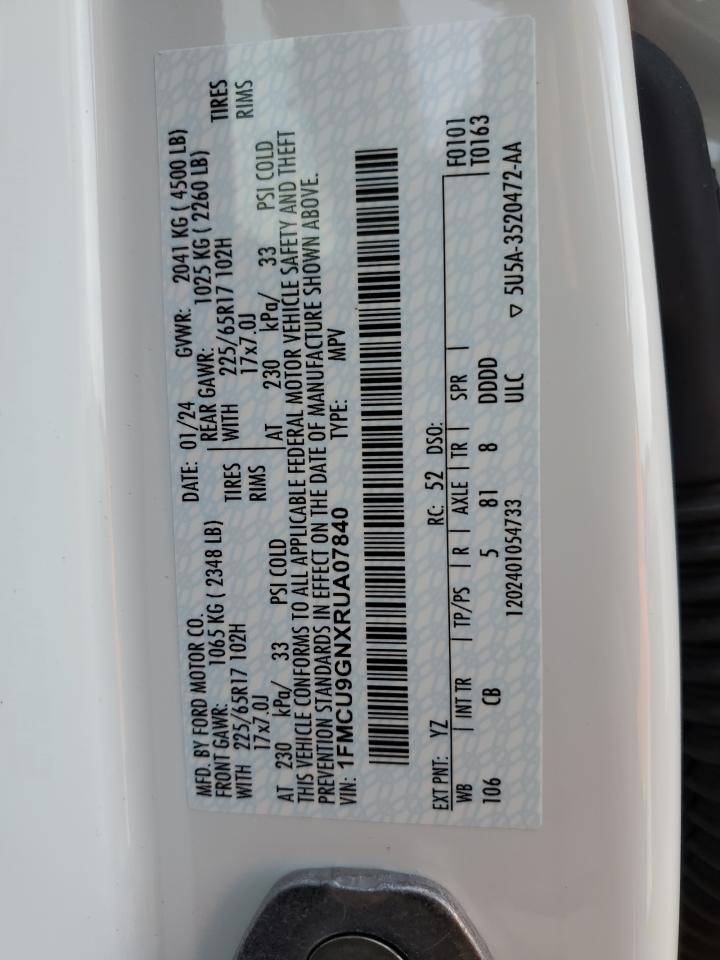 MFD. BY FORD MOTOR CO.
DATE: 01/24 GVWR: 2041 KG ( 4500 LB)
FRONT GAWR: 1065 KG ( 2348 LB) REAR GAWR: 1025 KG ( 2260 LB)
WITH 225/65R17 102H TIRES WITH 225/65R17 102H TIRES
17x7.0J RIMS 17x7.0J RIMS
AT 230 kPa/ 33 PSI COLD AT 230 kPa/ 33 PSI COLD
THIS VEHICLE CONFORMS TO ALL APPLICABLE FEDERAL MOTOR VEHICLE SAFETY AND THEFT
PREVENTION STANDARDS IN EFFECT ON THE DATE OF MANUFACTURE SHOWN ABOVE.
VIN: 1FMCU9GNXRUA07840 TYPE: MPV
EXT PNT: YZ RC: 52 DSO: F0101
WB INT TR TP/PS R AXLE TR SPR T0163
106 CB 5 81 8 DDDD
1202401054733 ULC ▽ 5U5A-3520472-AA